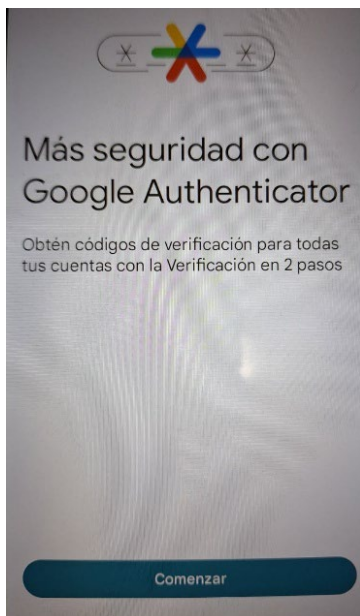 Más seguridad con
Google Authenticator
Obtén códigos de verificación para todas
tus cuentas con la Verificación en 2 pasos
Comenzar